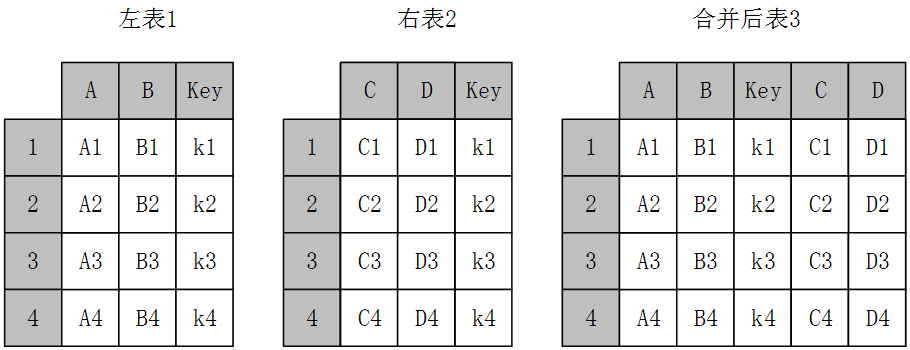 左表1 右表2 合并后表3
A B Key C D Key A B Key C D
1 A1 B1 k1 1 C1 D1 k1 1 A1 B1 k1 C1 D1
2 A2 B2 k2 2 C2 D2 k2 2 A2 B2 k2 C2 D2
3 A3 B3 k3 3 C3 D3 k3 3 A3 B3 k3 C3 D3
4 A4 B4 k4 4 C4 D4 k4 4 A4 B4 k4 C4 D4